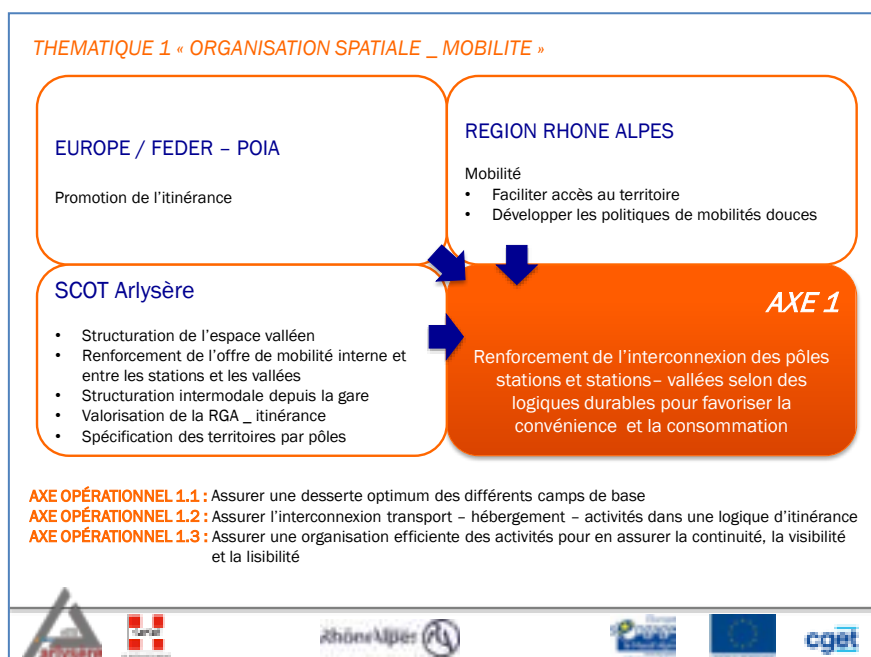 THEMATIQUE 1 « ORGANISATION SPATIALE _ MOBILITE »
EUROPE / FEDER – POIA
Promotion de l'itinérance
REGION RHONE ALPES
Mobilité
• Faciliter accès au territoire
• Développer les politiques de mobilités douces
SCOT Arlysère
• Structuration de l'espace valléen
• Renforcement de l'offre de mobilité interne et
entre les stations et les vallées
• Structuration intermodale depuis la gare
• Valorisation de la RGA _ itinérance
• Spécification des territoires par pôles
AXE 1
Renforcement de l'interconnexion des pôles
stations et stations– vallées selon des
logiques durables pour favoriser la
convénience et la consommation
AXE OPÉRATIONNEL 1.1 : Assurer une desserte optimum des différents camps de base
AXE OPÉRATIONNEL 1.2 : Assurer l'interconnexion transport – hébergement – activités dans une logique d'itinérance
AXE OPÉRATIONNEL 1.3 : Assurer une organisation efficiente des activités pour en assurer la continuité, la visibilité
et la lisibilité
arlysère
RhôneAlpes
cget